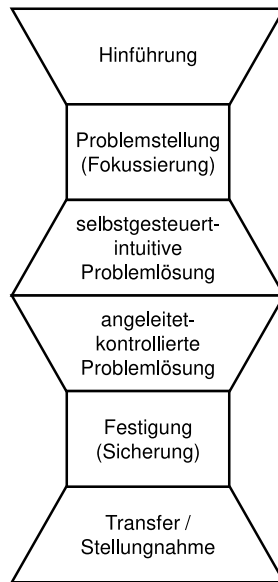 Hinführung
Problemstellung
(Fokussierung)
selbstgesteuert-
intuitive
Problemlösung
angeleitet-
kontrollierte
Problemlösung
Festigung
(Sicherung)
Transfer /
Stellungnahme